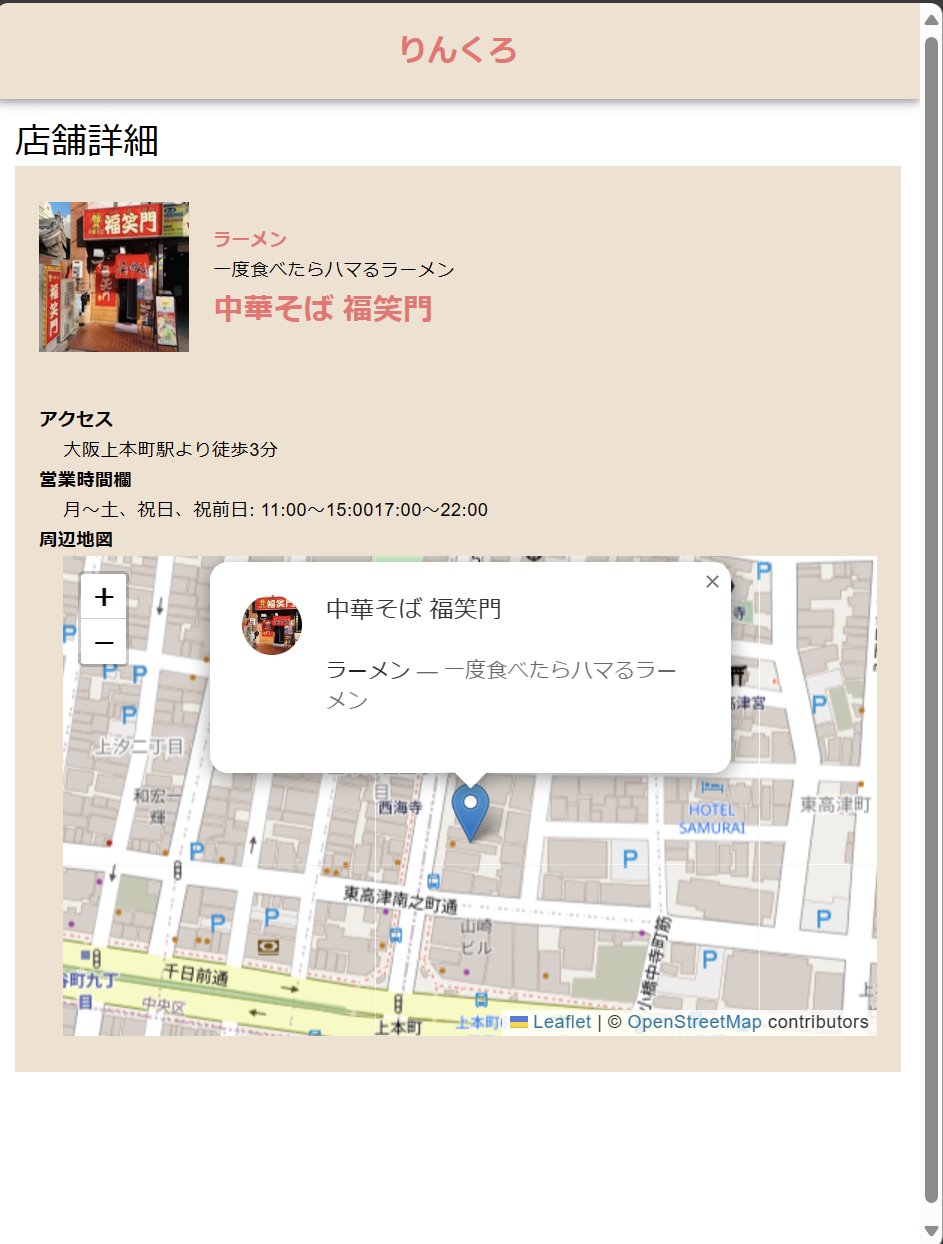 りんくろ
店舗詳細
福笑門
ラーメン
一度食べたらハマるラーメン
中華そば 福笑門
アクセス
大阪上本町駅より徒歩3分
営業時間欄
月～土、祝日、祝前日: 11:00～15:0017:00～22:00
周辺地図
+
−
×
中華そば 福笑門
ラーメン — 一度食べたらハマるラー
メン
P
寺
P
P
P
高津宮
P
上汐二丁目
目
西海寺
和宏一
輝
HOTEL
SAMURAI
東高津町
P
P
東高津南之町通
P
P
P
山崎
ビル
小橋中寺町筋
P
谷町九丁
目
千日前通
中央区
上本町
上本町
Leaflet | © OpenStreetMap contributors